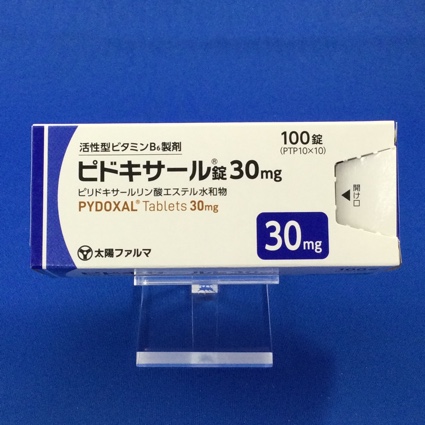 活性型ビタミンB₆製剤
100錠
(PTP10×10)
ピドキサール®錠30mg
ピリドキサールリン酸エステル水和物
PYDOXAL® Tablets 30mg
開け口
30mg
太陽ファルマ